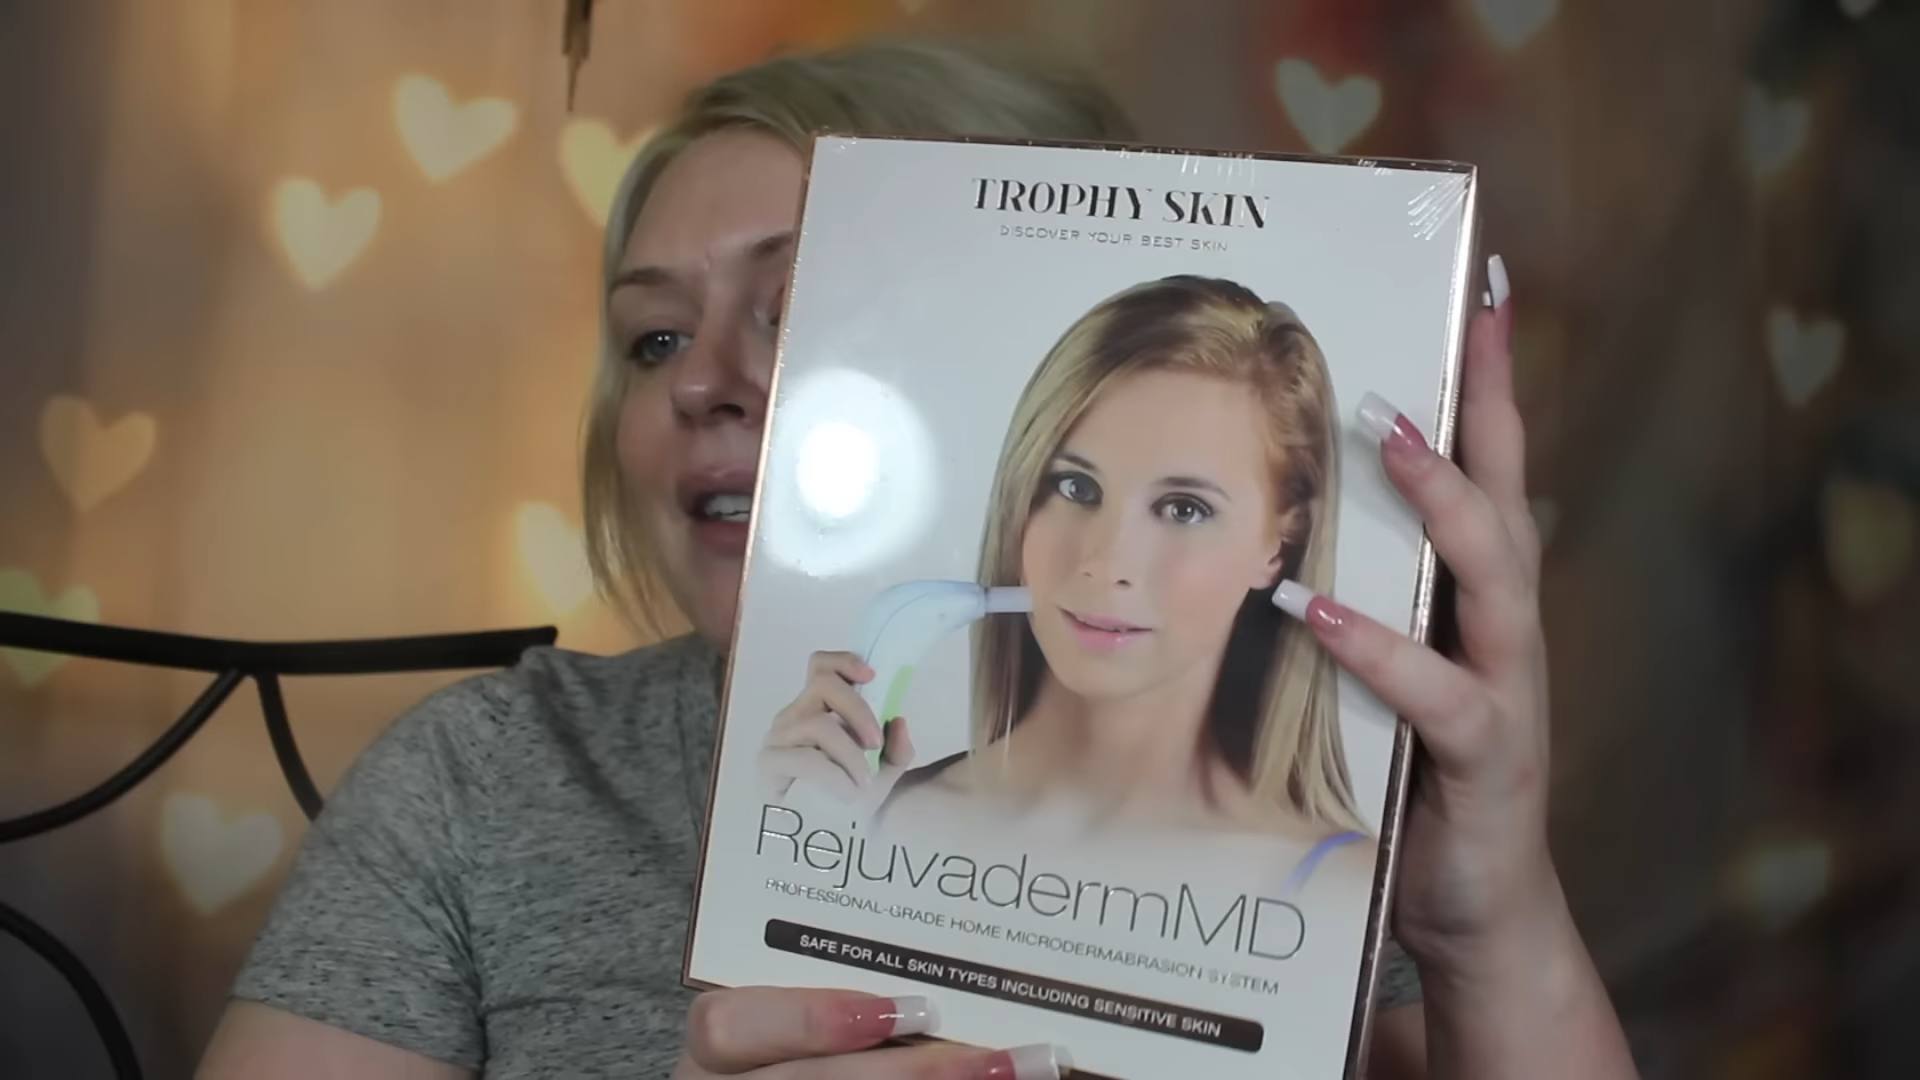 TROPHY SKIN
DISCOVER YOUR BEST SKIN
RejuvadermMD
PROFESSIONAL-GRADE HOME MICRODERMABRASION SYSTEM
SAFE FOR ALL SKIN TYPES INCLUDING SENSITIVE SKIN